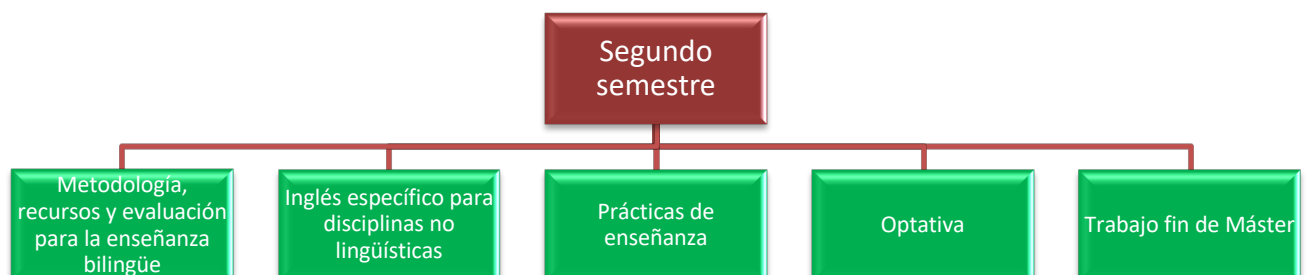 Segundo
semestre
Metodología,
recursos y evaluación
para la enseñanza
bilingüe
Inglés específico para
disciplinas no
lingüísticas
Prácticas de
enseñanza
Optativa
Trabajo fin de Máster